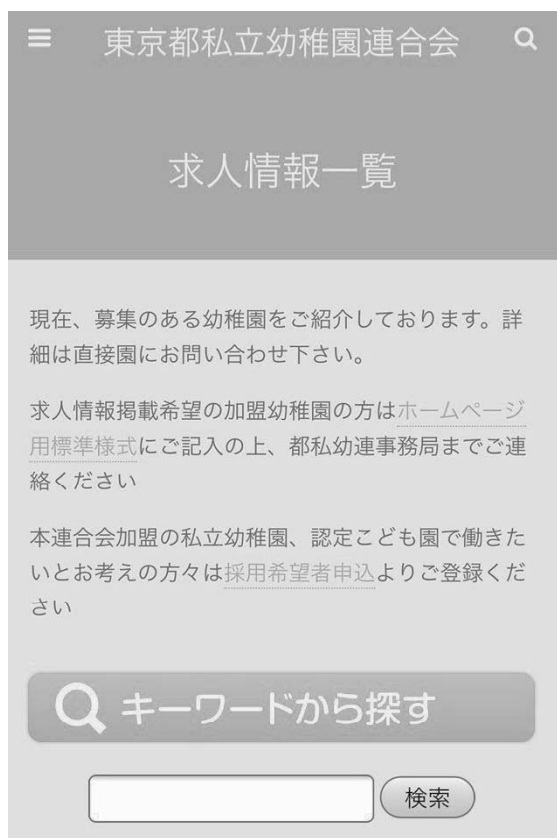 東京都私立幼稚園連合会
求人情報一覧
現在、募集のある幼稚園をご紹介しております。詳
細は直接園にお問い合わせ下さい。
求人情報掲載希望の加盟幼稚園の方はホームページ
用標準様式にご記入の上、都私幼連事務局までご連
絡ください
本連合会加盟の私立幼稚園、認定こども園で働きた
いとお考えの方々は採用希望者申込よりご登録くだ
さい
キーワードから探す
検索